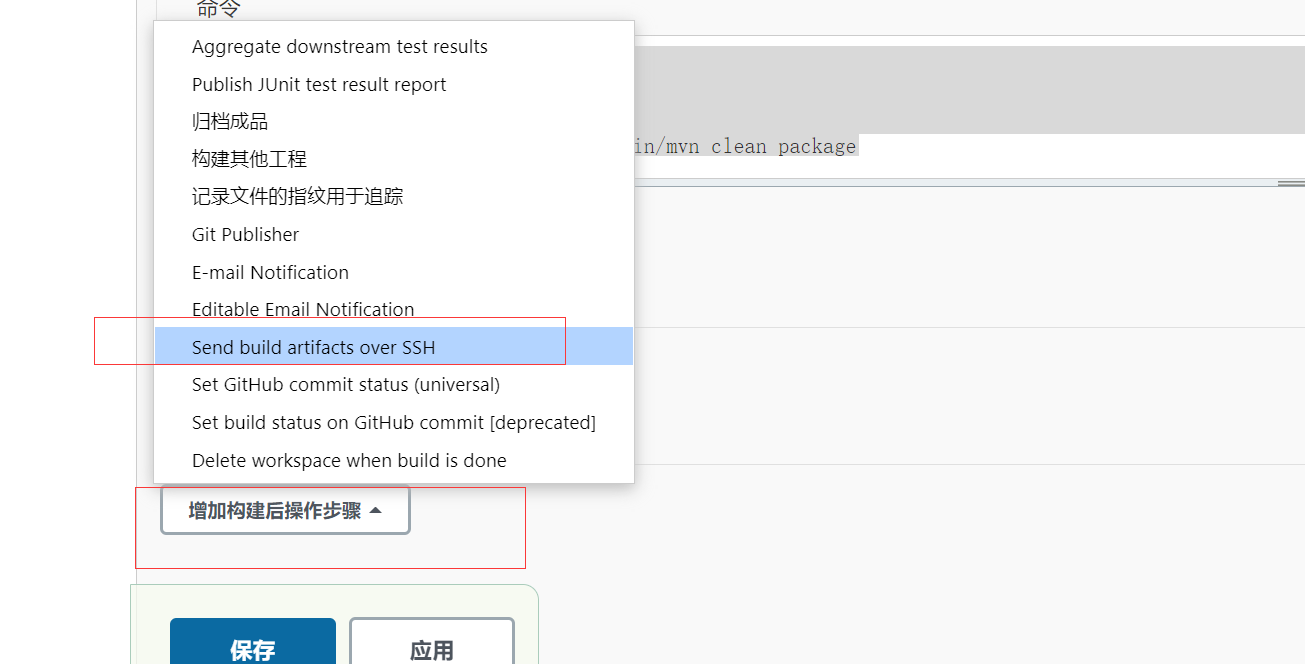 命令
Aggregate downstream test results
Publish JUnit test result report
归档成品
构建其他工程
in/mvn clean package
记录文件的指纹用于追踪
Git Publisher
E-mail Notification
Editable Email Notification
Send build artifacts over SSH
Set GitHub commit status (universal)
Set build status on GitHub commit [deprecated]
Delete workspace when build is done
增加构建后操作步骤
保存
应用